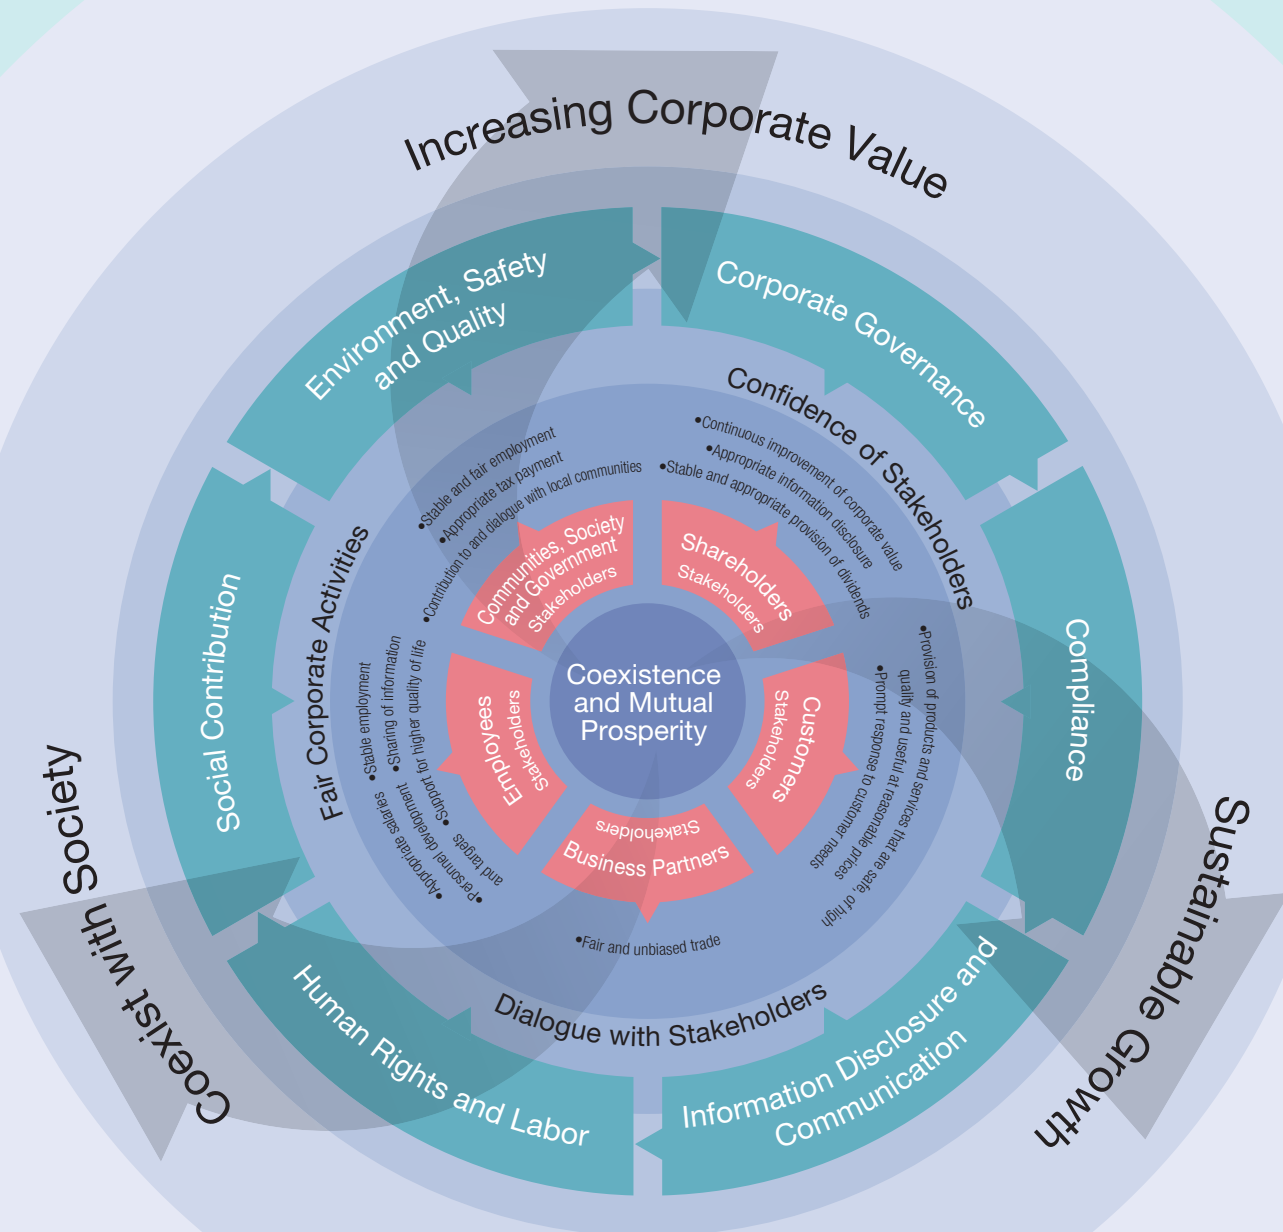 Increasing Corporate Value
Environment, Safety
and Quality
Corporate Governance
Compliance
Information Disclosure and
Communication
Human Rights and Labor
Social Contribution
Confidence of Stakeholders
Dialogue with Stakeholders
Fair Corporate Activities
•Stable and fair employment
•Appropriate tax payment
•Contribution to and dialogue with local communities
Communities, Society
and Government
Stakeholders
•Continuous improvement of corporate value
•Appropriate information disclosure
•Stable and appropriate provision of dividends
Shareholders
Stakeholders
•Provision of products and services that are safe, of high
quality and useful at reasonable prices
•Prompt response to customer needs
Customers
Stakeholders
Stakeholders
Business Partners
•Fair and unbiased trade
•Appropriate salaries
•Stable employment
•Personnel development
•Sharing of information
and targets
•Support for higher quality of life
Employees
Stakeholders
Coexistence
and Mutual
Prosperity
Coexist with Society
Sustainable Growth